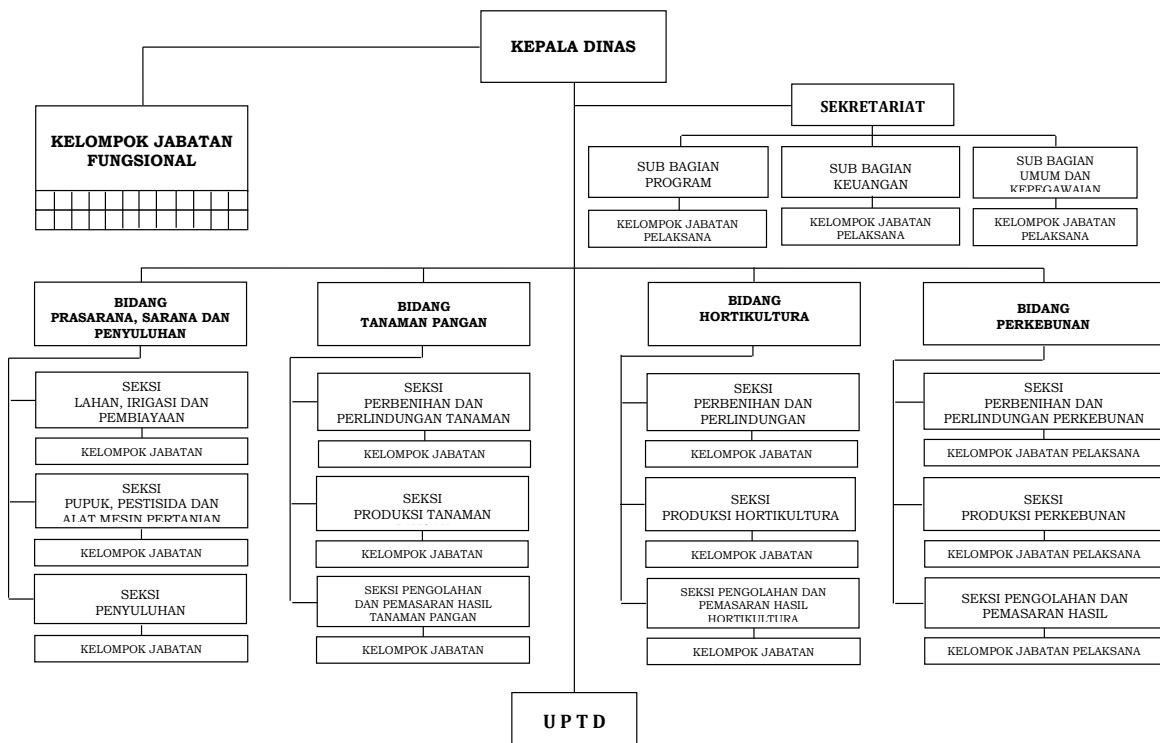 KEPALA DINAS
SEKRETARIAT
KELOMPOK JABATAN
FUNGSIONAL
SUB BAGIAN
PROGRAM
SUB BAGIAN
KEUANGAN
SUB BAGIAN
UMUM DAN
KEPEGAWAIAN
KELOMPOK JABATAN
PELAKSANA
KELOMPOK JABATAN
PELAKSANA
KELOMPOK JABATAN
PELAKSANA
BIDANG
PRASARANA, SARANA DAN
PENYULUHAN
BIDANG
TANAMAN PANGAN
BIDANG
HORTIKULTURA
BIDANG
PERKEBUNAN
SEKSI
LAHAN, IRIGASI DAN
PEMBIAYAAN
SEKSI
PERBENIHAN DAN
PERLINDUNGAN TANAMAN
SEKSI
PERBENIHAN DAN
PERLINDUNGAN
SEKSI
PERBENIHAN DAN
PERLINDUNGAN PERKEBUNAN
KELOMPOK JABATAN
KELOMPOK JABATAN
KELOMPOK JABATAN
KELOMPOK JABATAN PELAKSANA
SEKSI
PUPUK, PESTISIDA DAN
ALAT MESIN PERTANIAN
SEKSI
PRODUKSI TANAMAN
SEKSI
PRODUKSI HORTIKULTURA
SEKSI
PRODUKSI PERKEBUNAN
KELOMPOK JABATAN
KELOMPOK JABATAN
KELOMPOK JABATAN
KELOMPOK JABATAN PELAKSANA
SEKSI
PENYULUHAN
SEKSI PENGOLAHAN
DAN PEMASARAN HASIL
TANAMAN PANGAN
SEKSI PENGOLAHAN DAN
PEMASARAN HASIL
HORTIKULTURA
SEKSI PENGOLAHAN DAN
PEMASARAN HASIL
KELOMPOK JABATAN
KELOMPOK JABATAN
KELOMPOK JABATAN
KELOMPOK JABATAN PELAKSANA
U P T D